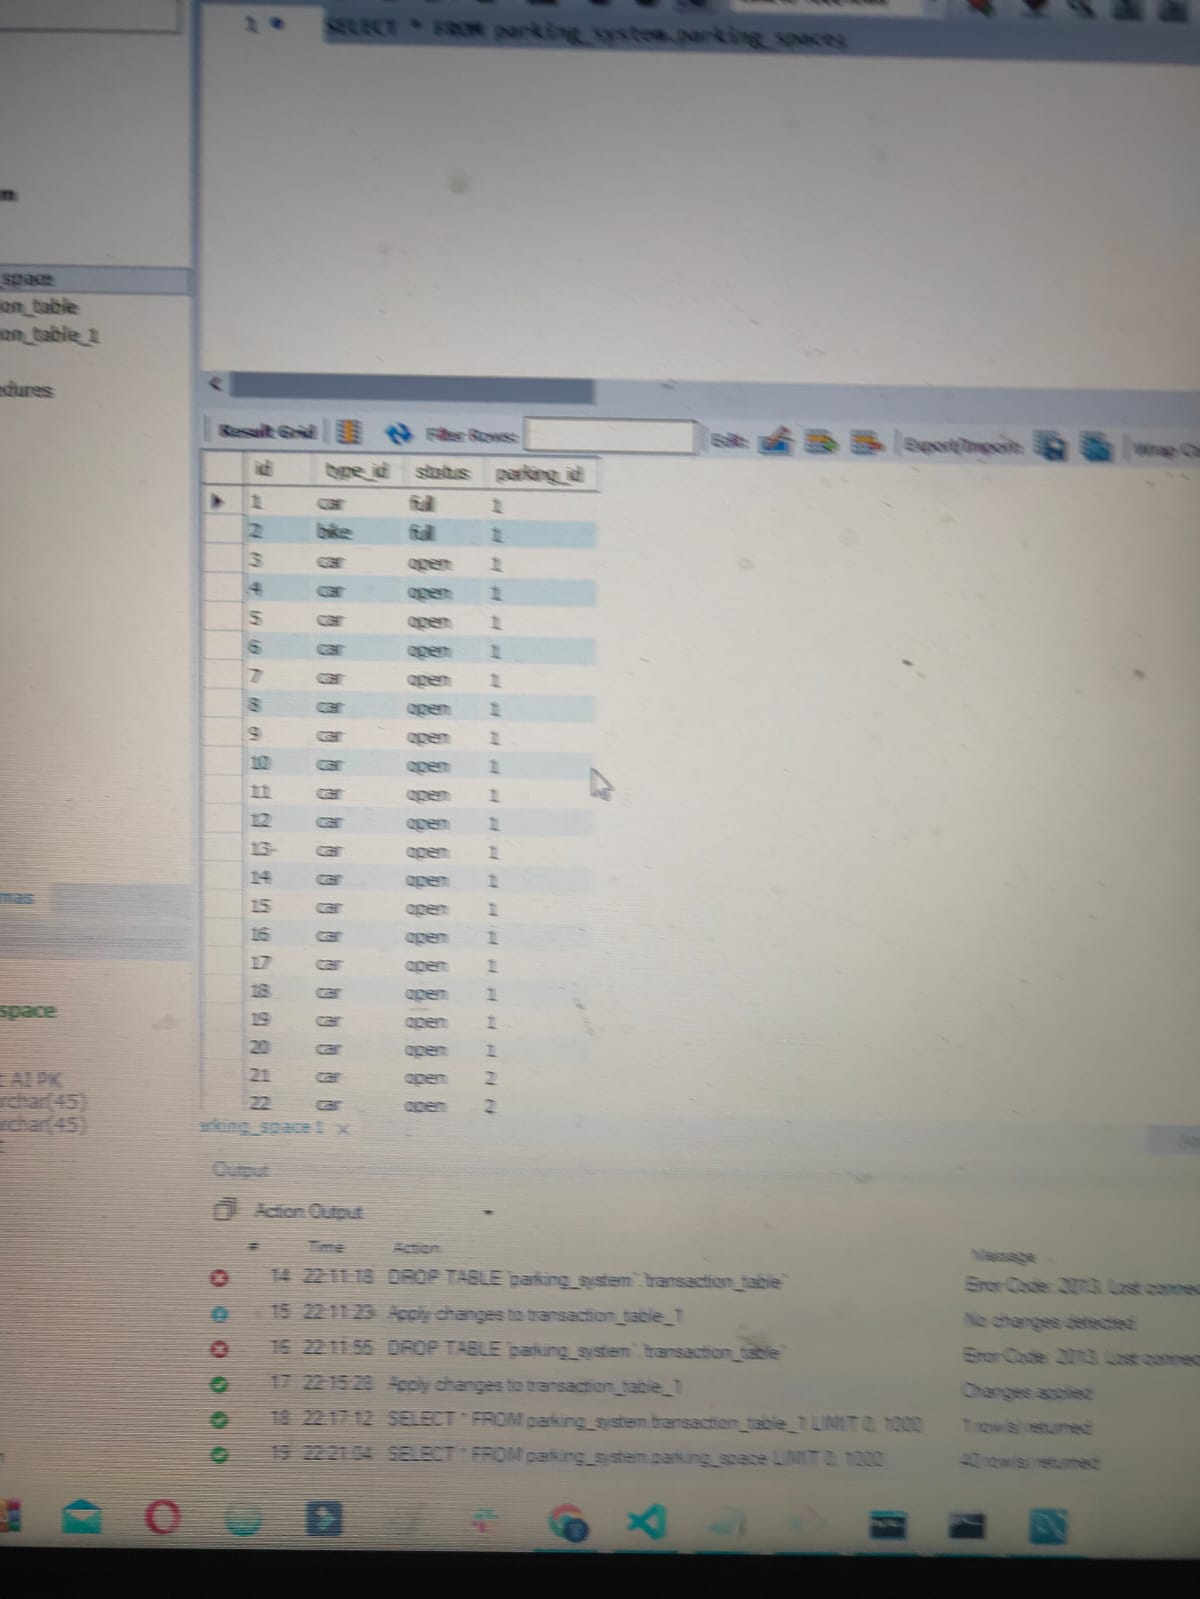 1 SELECT * FROM parking_system.parking_space;
space
on_table
on_table_1
edures
Result Grid Filter Rows: Edit: Export/Import:
id type_id status parking_id
1 car full 1
2 bike full 1
3 car open 1
4 car open 1
5 car open 1
6 car open 1
7 car open 1
8 car open 1
9 car open 1
10 car open 1
11 car open 1
12 car open 1
13 car open 1
14 car open 1
15 car open 1
16 car open 1
17 car open 1
18 car open 1
19 car open 1
20 car open 1
21 car open 2
22 car open 2
mas
space
AI PK
rchar(45)
rchar(45)
arking_space 1 x
Output
Action Output
# Time Action Message
14 22:11:18 DROP TABLE `parking_system`.`transaction_table` Error Code: 2013. Lost connec
15 22:11:23 Apply changes to transaction_table_1 No changes detected
16 22:11:55 DROP TABLE `parking_system`.`transaction_table` Error Code: 2013. Lost connec
17 22:15:28 Apply changes to transaction_table_1 Changes applied
18 22:17:12 SELECT * FROM parking_system.transaction_table_1 LIMIT 0, 1000 1 row(s) returned
19 22:21:04 SELECT * FROM parking_system.parking_space LIMIT 0, 1000 40 row(s) returned